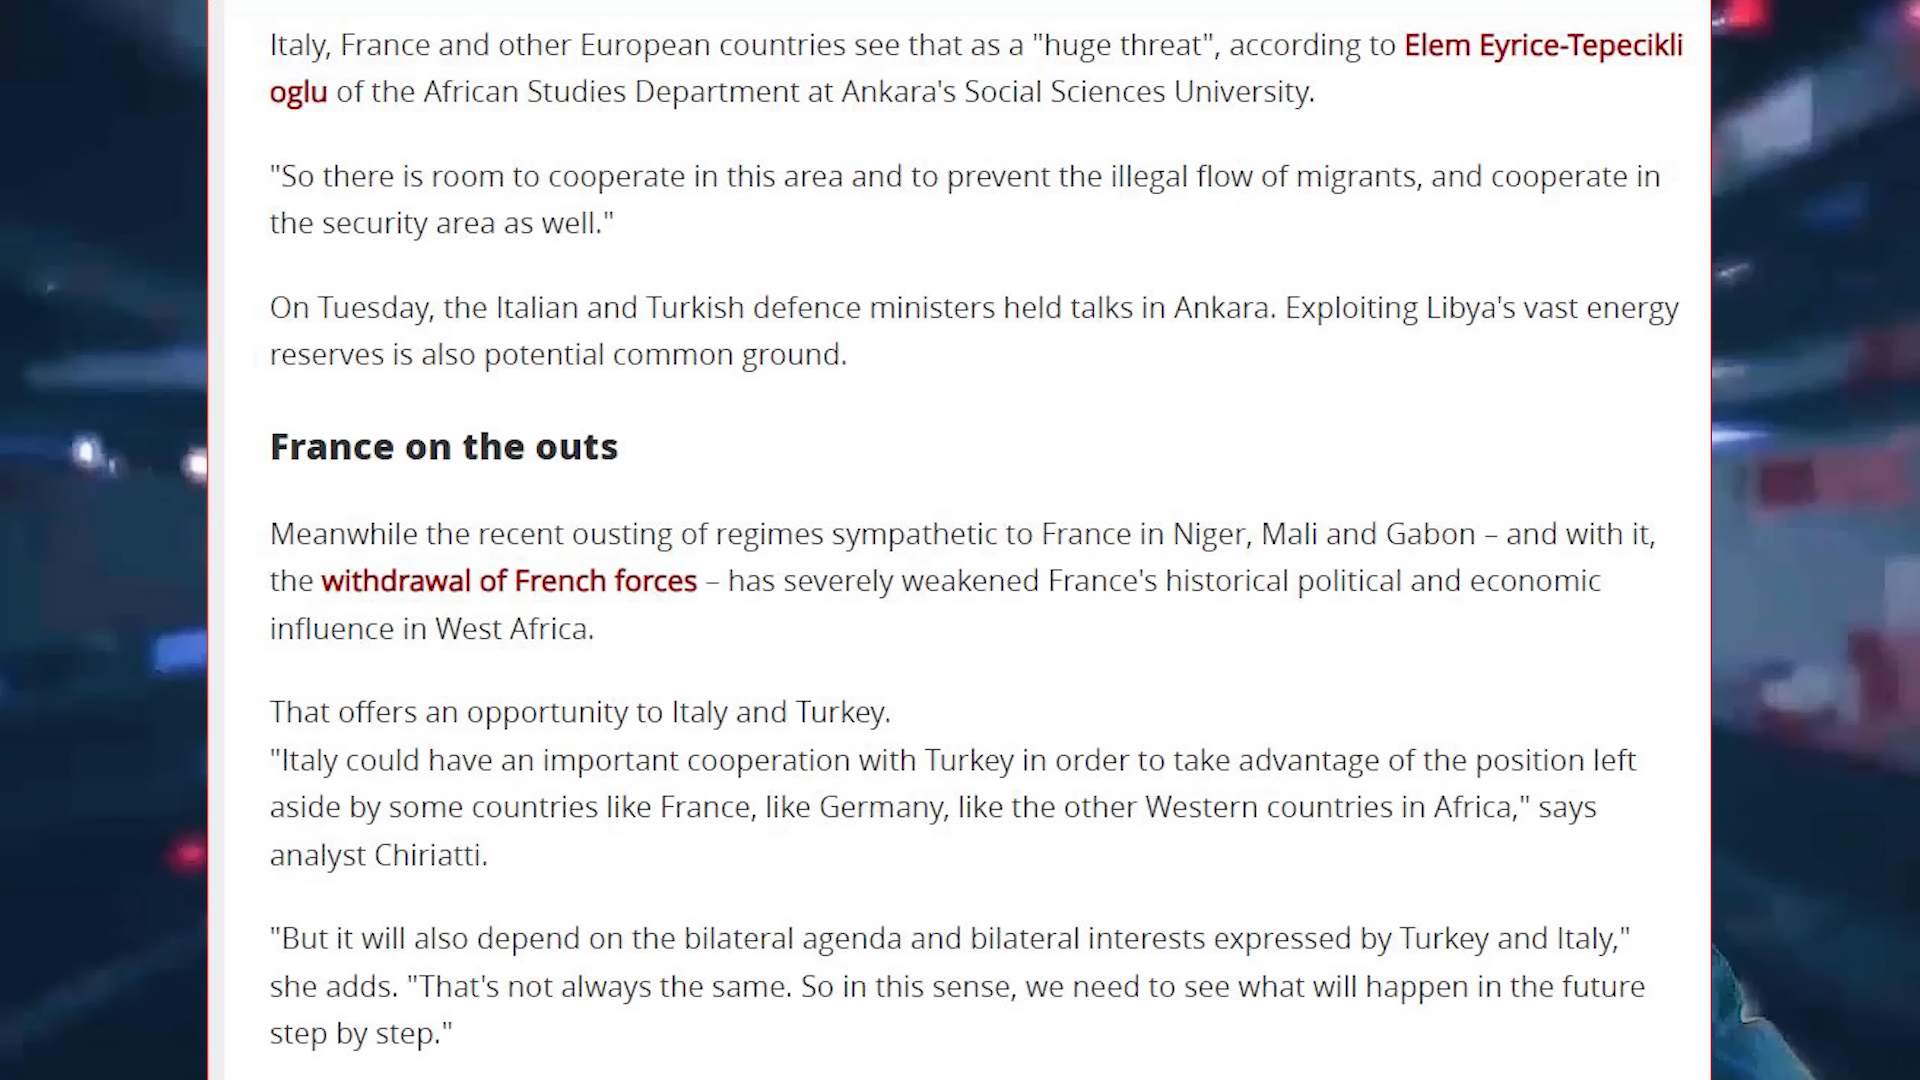 Italy, France and other European countries see that as a "huge threat", according to Elem Eyrice-Tepecikli
oglu of the African Studies Department at Ankara's Social Sciences University.
"So there is room to cooperate in this area and to prevent the illegal flow of migrants, and cooperate in
the security area as well."
On Tuesday, the Italian and Turkish defence ministers held talks in Ankara. Exploiting Libya's vast energy
reserves is also potential common ground.
France on the outs
Meanwhile the recent ousting of regimes sympathetic to France in Niger, Mali and Gabon – and with it,
the withdrawal of French forces – has severely weakened France's historical political and economic
influence in West Africa.
That offers an opportunity to Italy and Turkey.
"Italy could have an important cooperation with Turkey in order to take advantage of the position left
aside by some countries like France, like Germany, like the other Western countries in Africa," says
analyst Chiriatti.
"But it will also depend on the bilateral agenda and bilateral interests expressed by Turkey and Italy,"
she adds. "That's not always the same. So in this sense, we need to see what will happen in the future
step by step."